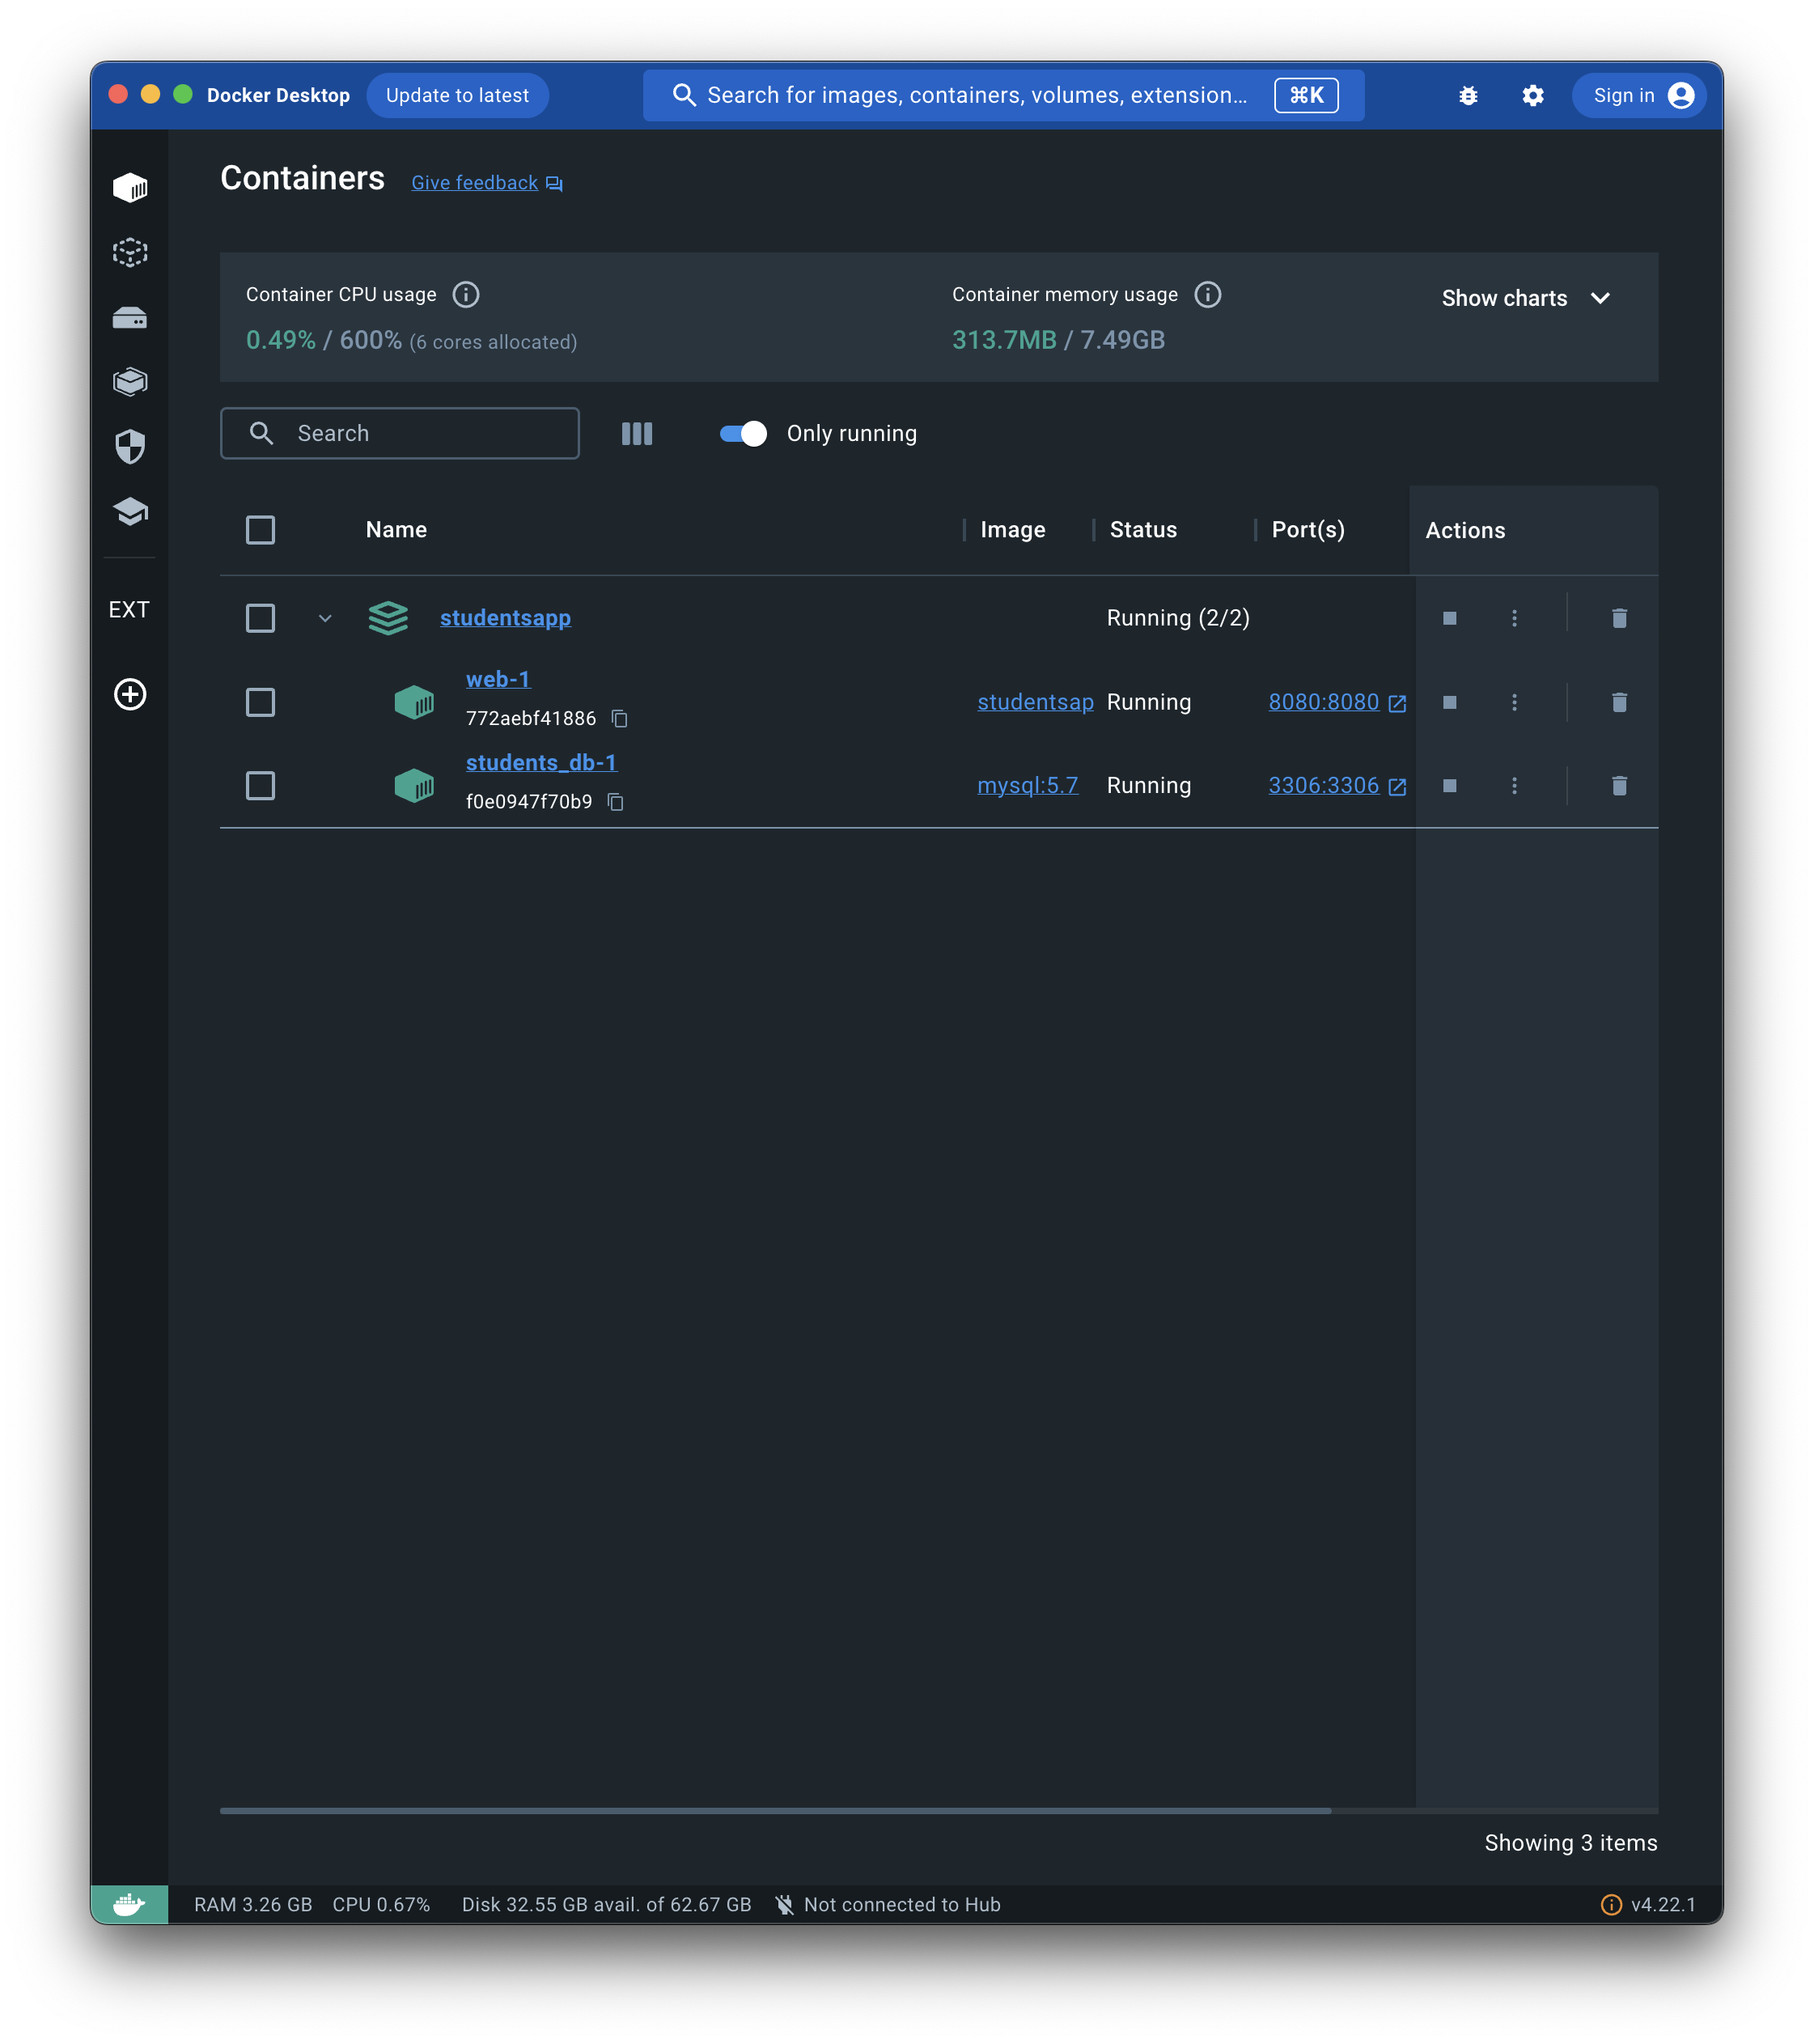 Docker Desktop Update to latest Search for images, containers, volumes, extension... ⌘K Sign in
Containers Give feedback
Container CPU usage Container memory usage Show charts
0.49% / 600% (6 cores allocated) 313.7MB / 7.49GB
Search Only running
Name Image Status Port(s) Actions
studentsapp Running (2/2)
web-1
studentsap Running 8080:8080
772aebf41886
students_db-1
mysql:5.7 Running 3306:3306
f0e0947f70b9
EXT
Showing 3 items
RAM 3.26 GB CPU 0.67% Disk 32.55 GB avail. of 62.67 GB Not connected to Hub v4.22.1